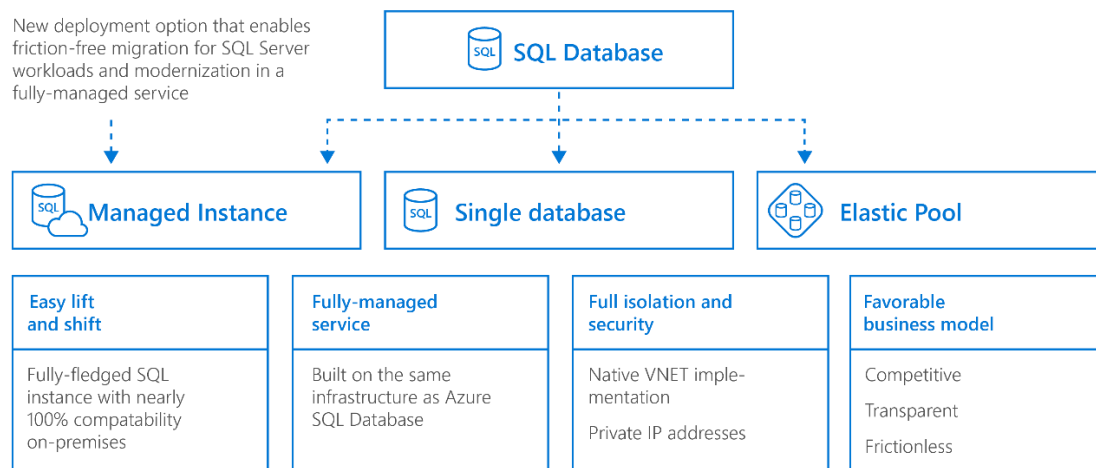 New deployment option that enables
friction-free migration for SQL Server
workloads and modernization in a
fully-managed service
SQL
SQL Database
SQL
Managed Instance
SQL
Single database
Elastic Pool
Easy lift
and shift
Fully-fledged SQL
instance with nearly
100% compatability
on-premises
Fully-managed
service
Built on the same
infrastructure as Azure
SQL Database
Full isolation and
security
Native VNET imple-
mentation
Private IP addresses
Favorable
business model
Competitive
Transparent
Frictionless